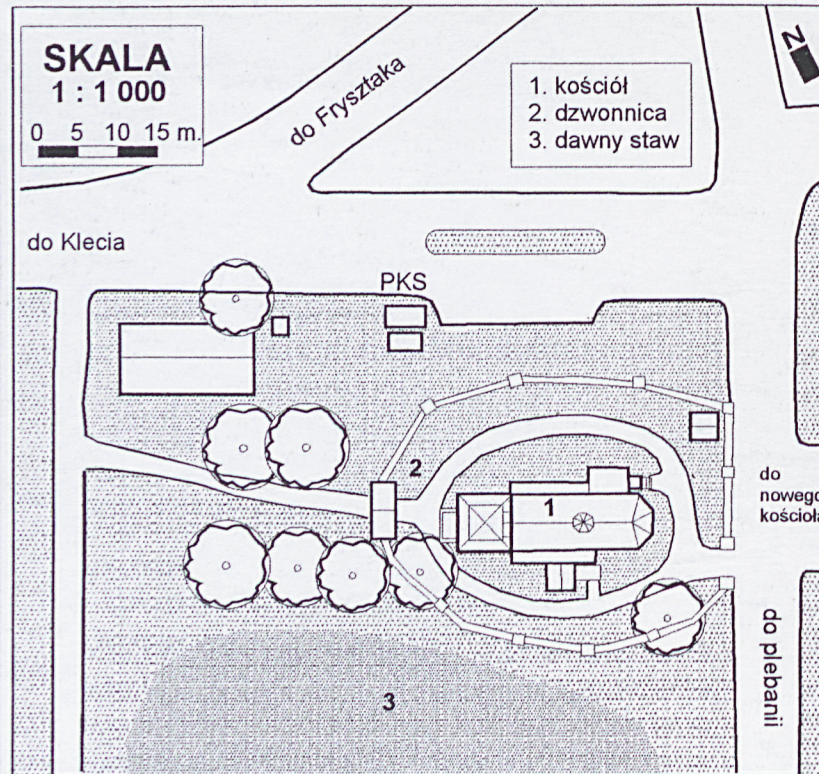 SKALA
1 : 1 000
0 5 10 15 m.
do Frysztaka
1. kościół
2. dzwonnica
3. dawny staw
N
do Klecia
PKS
2
1
do
nowego
kościoła
do plebanii
3